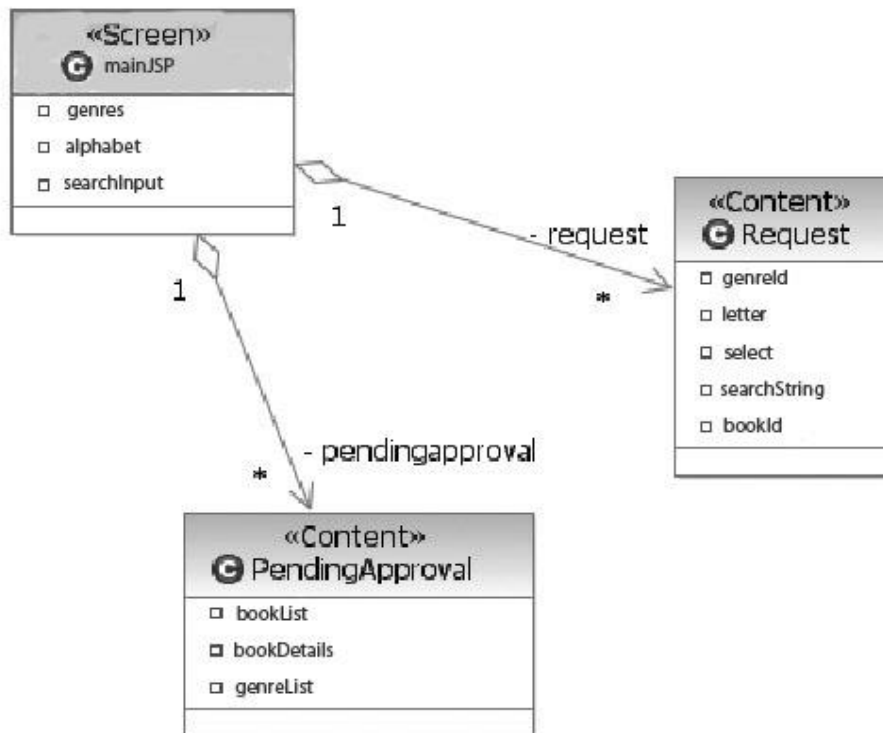 «Screen»
C mainJSP
genres
alphabet
searchInput
1
- request
*
«Content»
C Request
genreId
letter
select
searchString
bookId
1
- pendingapproval
*
«Content»
C PendingApproval
bookList
bookDetails
genreList